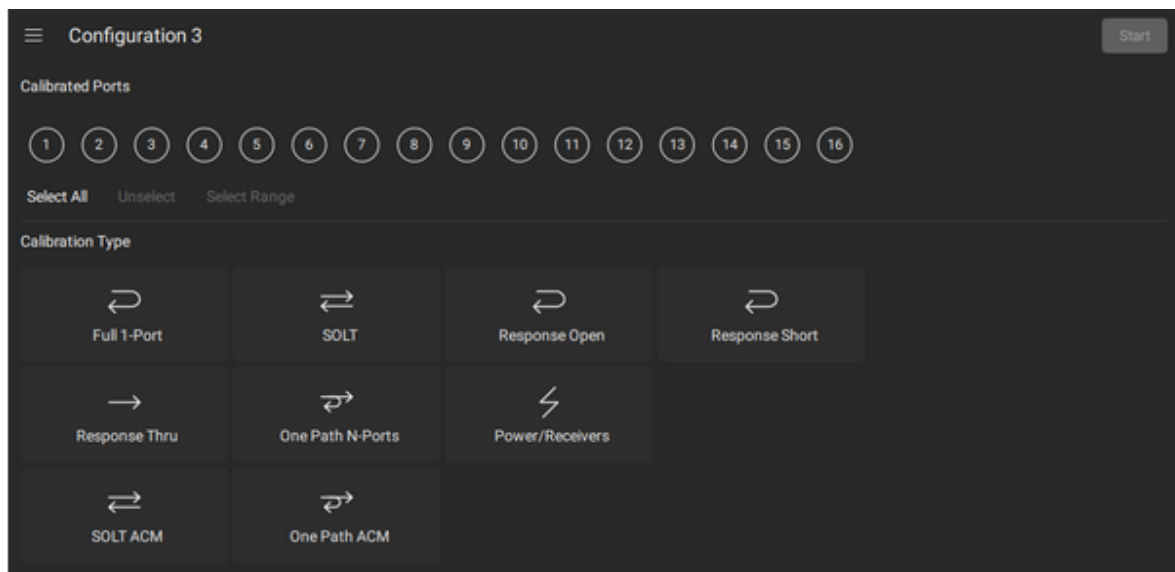 Configuration 3 Start
Calibrated Ports
1 2 3 4 5 6 7 8 9 10 11 12 13 14 15 16
Select All Unselect Select Range
Calibration Type
Full 1-Port SOLT Response Open Response Short
Response Thru One Path N-Ports Power/Receivers
SOLT ACM One Path ACM